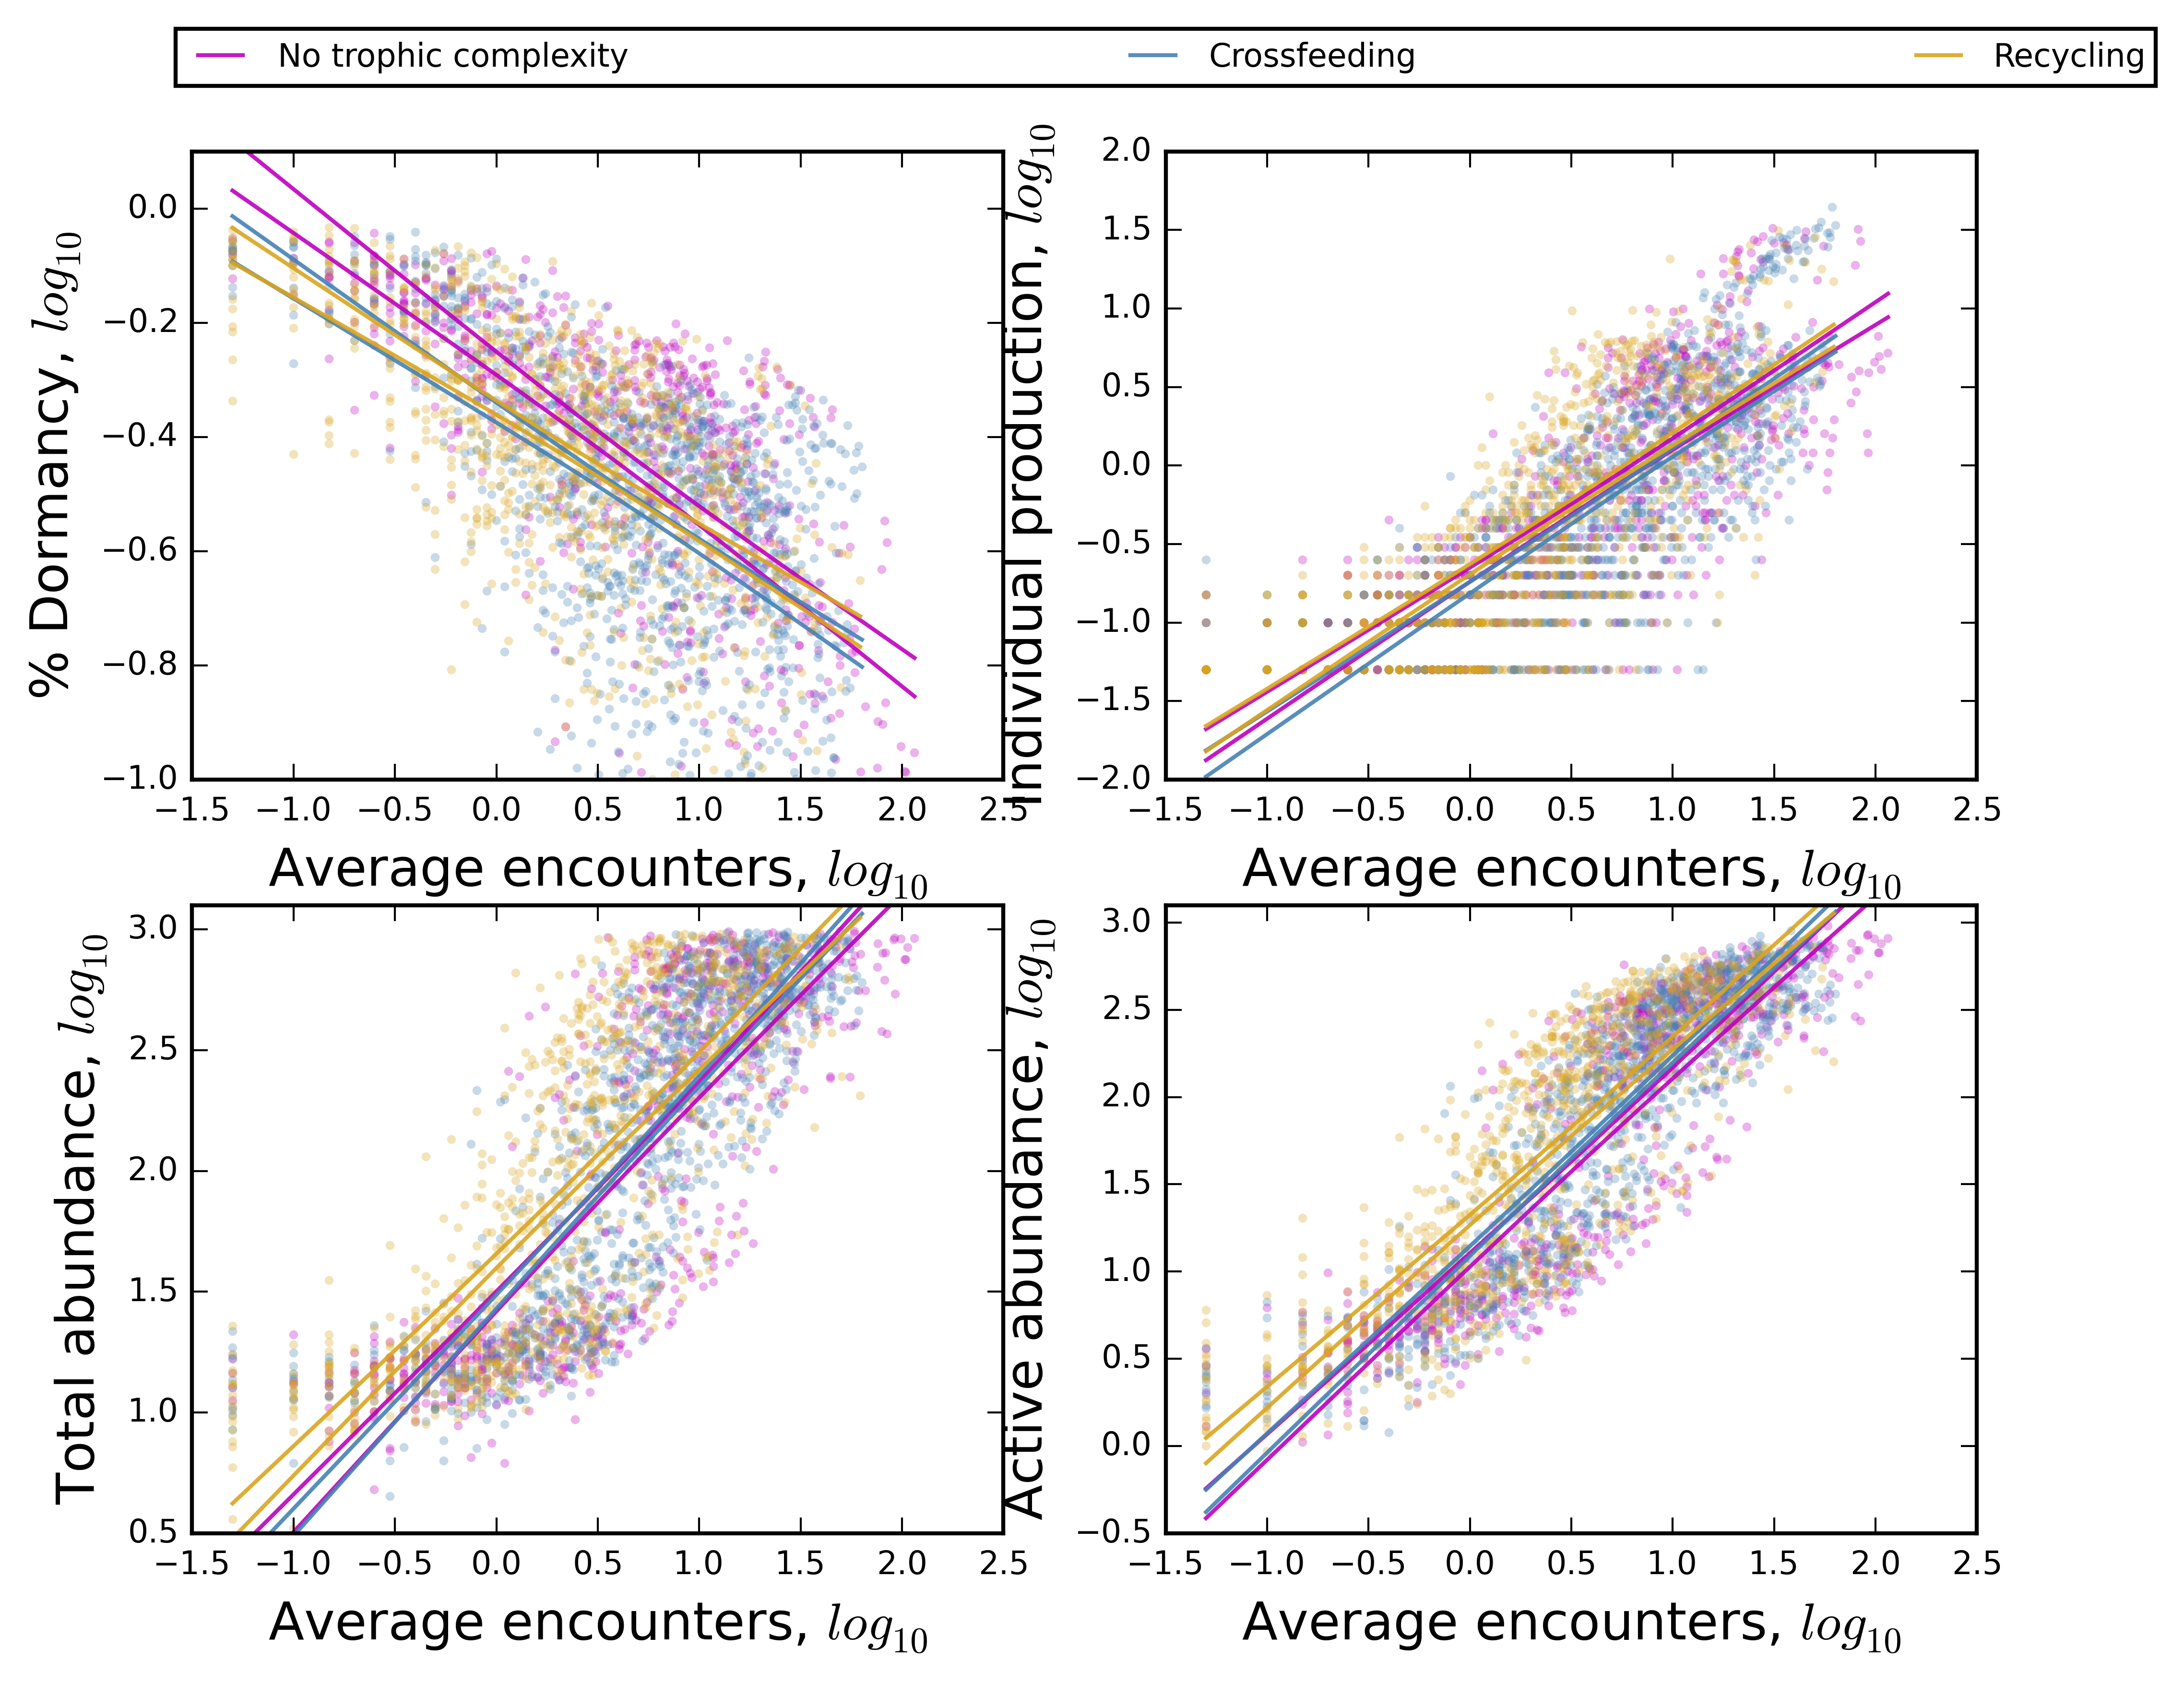 No trophic complexity Crossfeeding Recycling
% Dormancy, log10
0.0
−0.2
−0.4
−0.6
−0.8
−1.0
−1.5 −1.0 −0.5 0.0 0.5 1.0 1.5 2.0 2.5
Average encounters, log10
Individual production, log10
2.0
1.5
1.0
0.5
0.0
−0.5
−1.0
−1.5
−2.0
−1.5 −1.0 −0.5 0.0 0.5 1.0 1.5 2.0 2.5
Average encounters, log10
Total abundance, log10
3.0
2.5
2.0
1.5
1.0
0.5
−1.5 −1.0 −0.5 0.0 0.5 1.0 1.5 2.0 2.5
Average encounters, log10
Active abundance, log10
3.0
2.5
2.0
1.5
1.0
0.5
0.0
−0.5
−1.5 −1.0 −0.5 0.0 0.5 1.0 1.5 2.0 2.5
Average encounters, log10